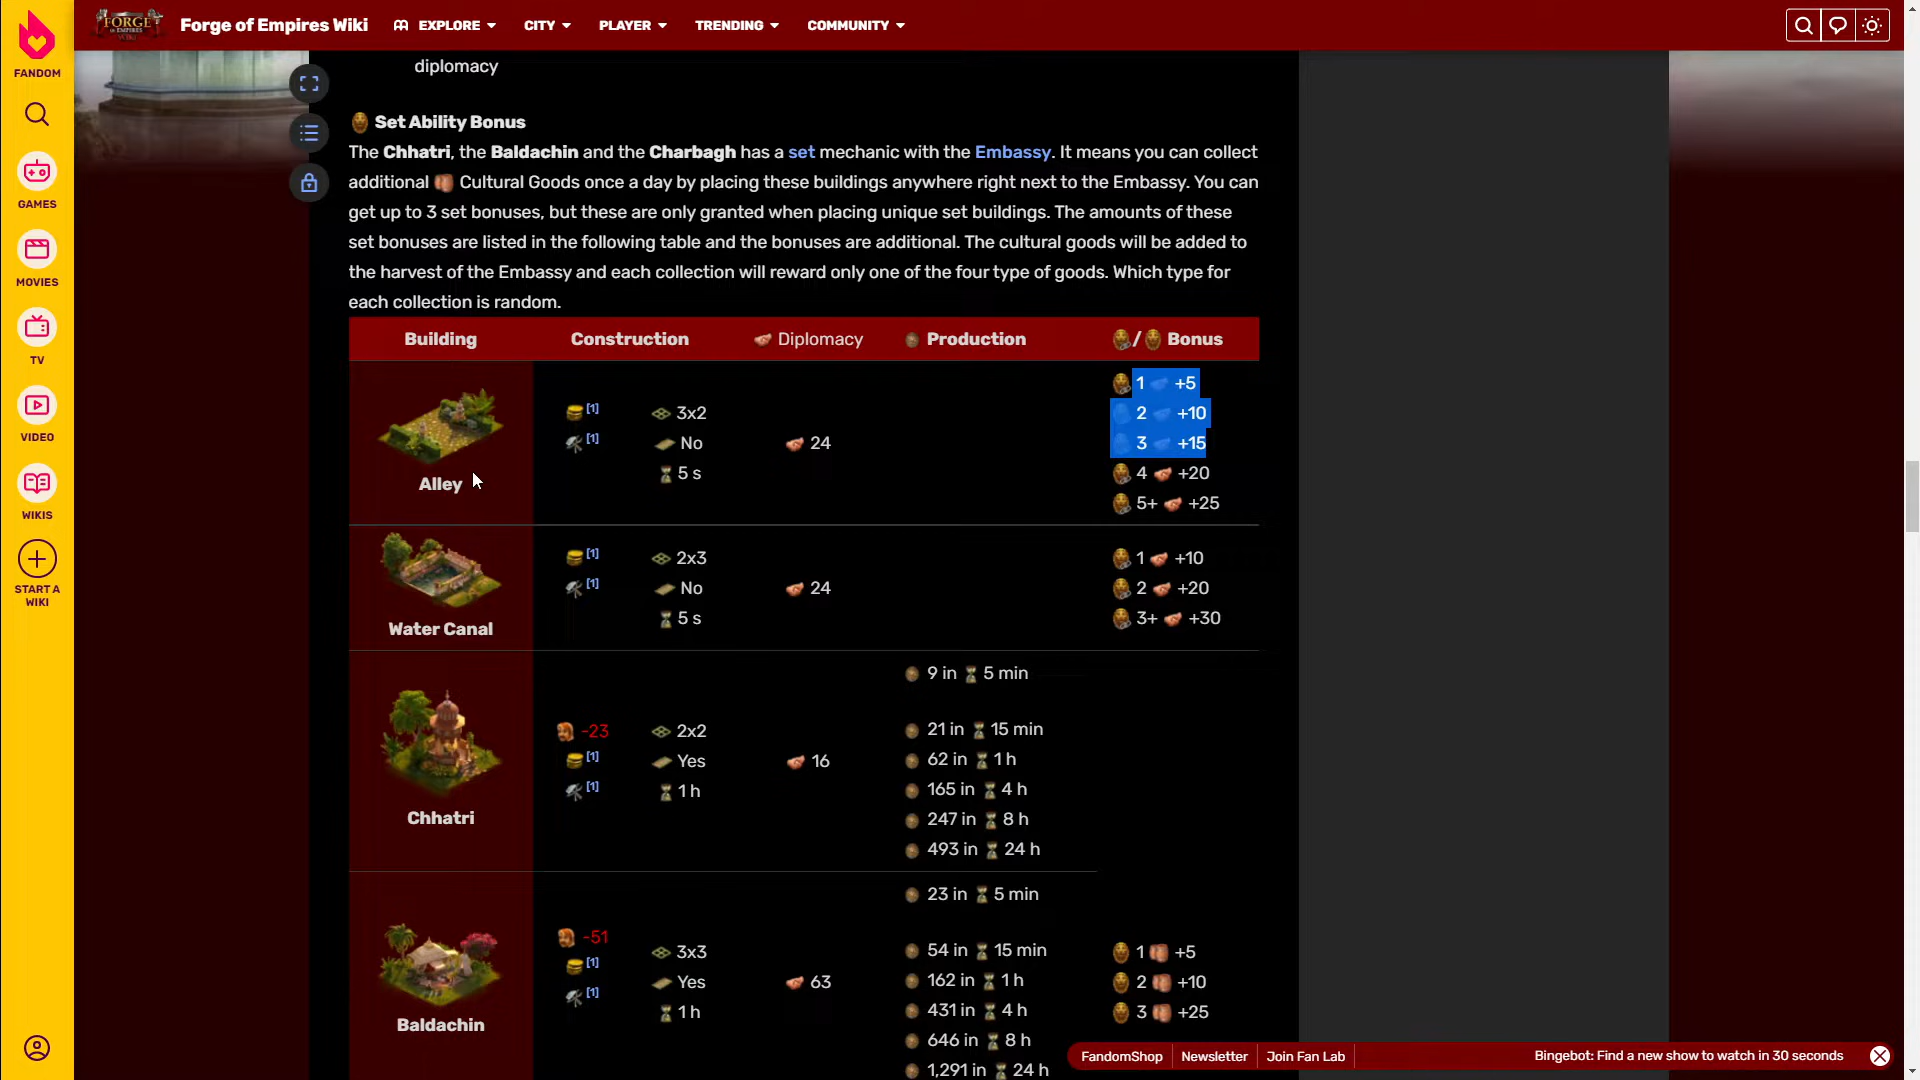 FORGE OF EMPIRES WIKI
Forge of Empires Wiki
EXPLORE
CITY
PLAYER
TRENDING
COMMUNITY
FANDOM
GAMES
MOVIES
TV
VIDEO
WIKIS
START A
WIKI
diplomacy
Set Ability Bonus
The Chhatri, the Baldachin and the Charbagh has a set mechanic with the Embassy. It means you can collect
additional Cultural Goods once a day by placing these buildings anywhere right next to the Embassy. You can
get up to 3 set bonuses, but these are only granted when placing unique set buildings. The amounts of these
set bonuses are listed in the following table and the bonuses are additional. The cultural goods will be added to
the harvest of the Embassy and each collection will reward only one of the four type of goods. Which type for
each collection is random.
Building Construction Diplomacy Production / Bonus
Alley
[1]
[1]
3x2
No
5 s
24
1 +5
2 +10
3 +15
4 +20
5+ +25
Water Canal
[1]
[1]
2x3
No
5 s
24
1 +10
2 +20
3+ +30
Chhatri
-23
[1]
[1]
2x2
Yes
1 h
16
9 in 5 min
21 in 15 min
62 in 1 h
165 in 4 h
247 in 8 h
493 in 24 h
Baldachin
-51
[1]
[1]
3x3
Yes
1 h
63
23 in 5 min
54 in 15 min
162 in 1 h
431 in 4 h
646 in 8 h
1,291 in 24 h
1 +5
2 +10
3 +25
FandomShop
Newsletter
Join Fan Lab
Bingebot: Find a new show to watch in 30 seconds